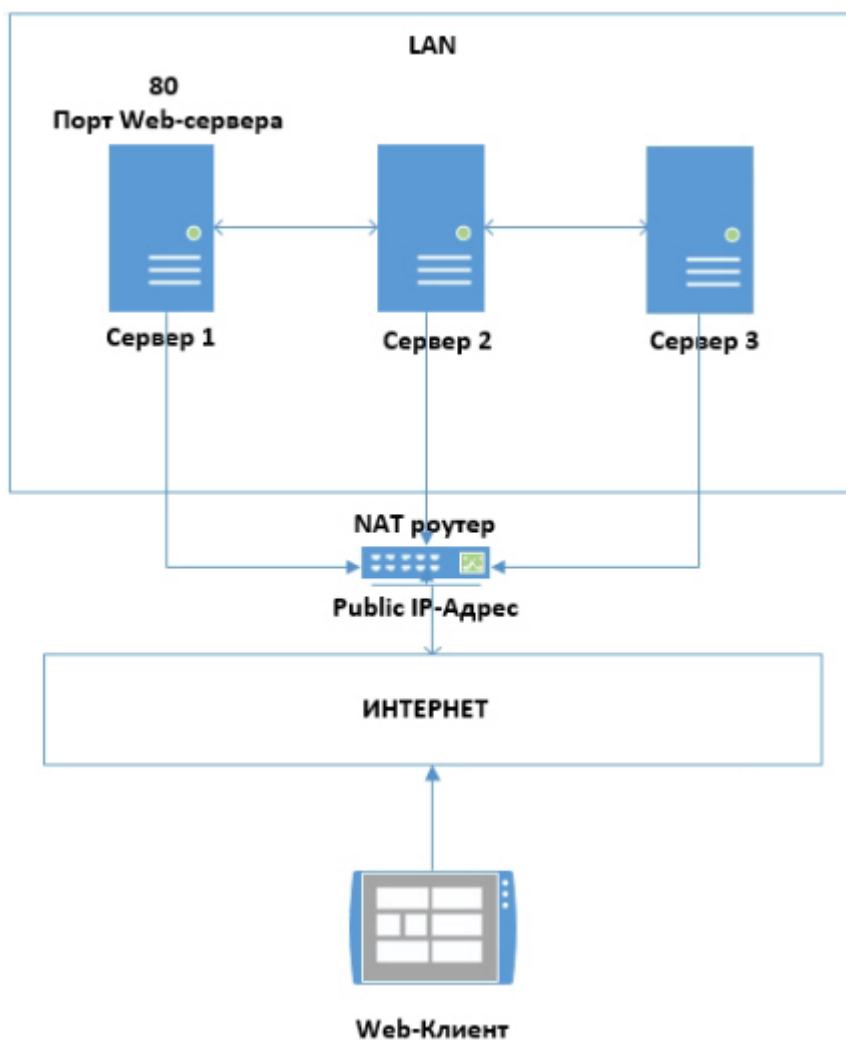 LAN
80
Порт Web-сервера
Сервер 1
Сервер 2
Сервер 3
NAT роутер
Public IP-Адрес
ИНТЕРНЕТ
Web-Клиент